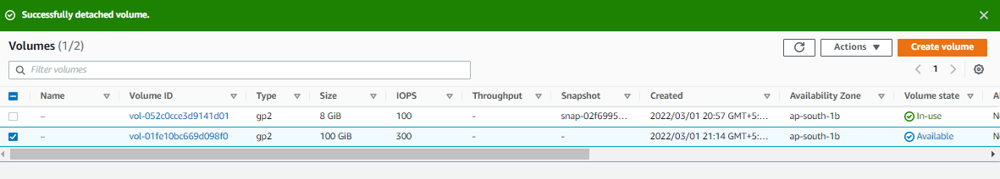 Successfully detached volume.
Volumes (1/2)
Actions
Create volume
Filter volumes
1
Name Volume ID Type Size IOPS Throughput Snapshot Created Availability Zone Volume state
– vol-052c0cce3d9141d01 gp2 8 GiB 100 - snap-02f6995... 2022/03/01 20:57 GMT+5:... ap-south-1b In-use
– vol-01fe10bc669d098f0 gp2 100 GiB 300 - - 2022/03/01 21:14 GMT+5:... ap-south-1b Available